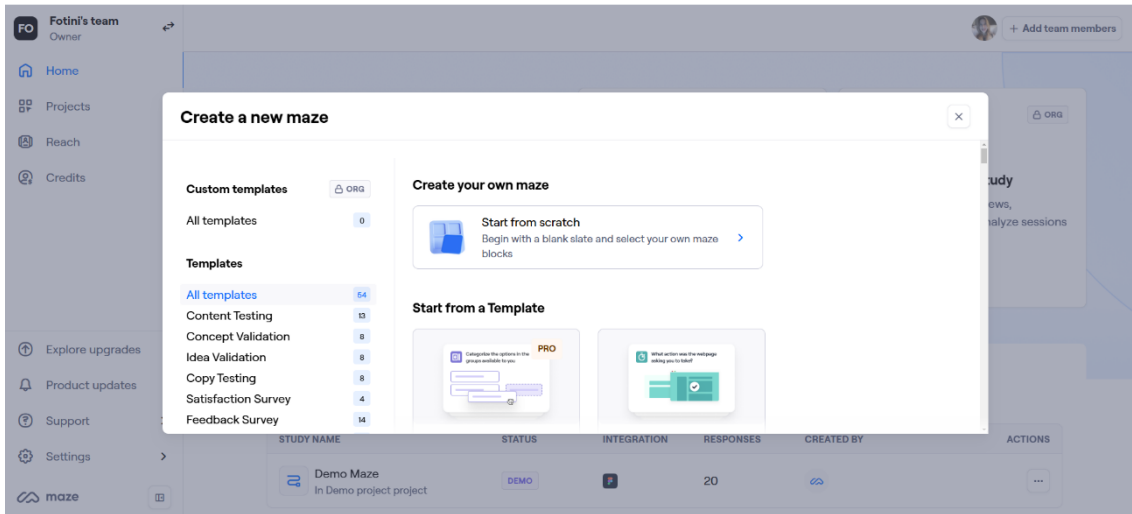 FO
Fotini's team
Owner
Add team members
Home
Projects
Reach
Credits
Explore upgrades
Product updates
Support
Settings
maze
ORG
udy
ews,
alyze sessions
Create a new maze
Custom templates
ORG
All templates
0
Templates
All templates
54
Content Testing
13
Concept Validation
8
Idea Validation
8
Copy Testing
8
Satisfaction Survey
4
Feedback Survey
14
Create your own maze
Start from scratch
Begin with a blank slate and select your own maze
blocks
Start from a Template
Categorize the options in the
groups available to you.
PRO
What action was the webpage
asking you to take?
STUDY NAME
STATUS
INTEGRATION
RESPONSES
CREATED BY
ACTIONS
Demo Maze
In Demo project project
DEMO
20